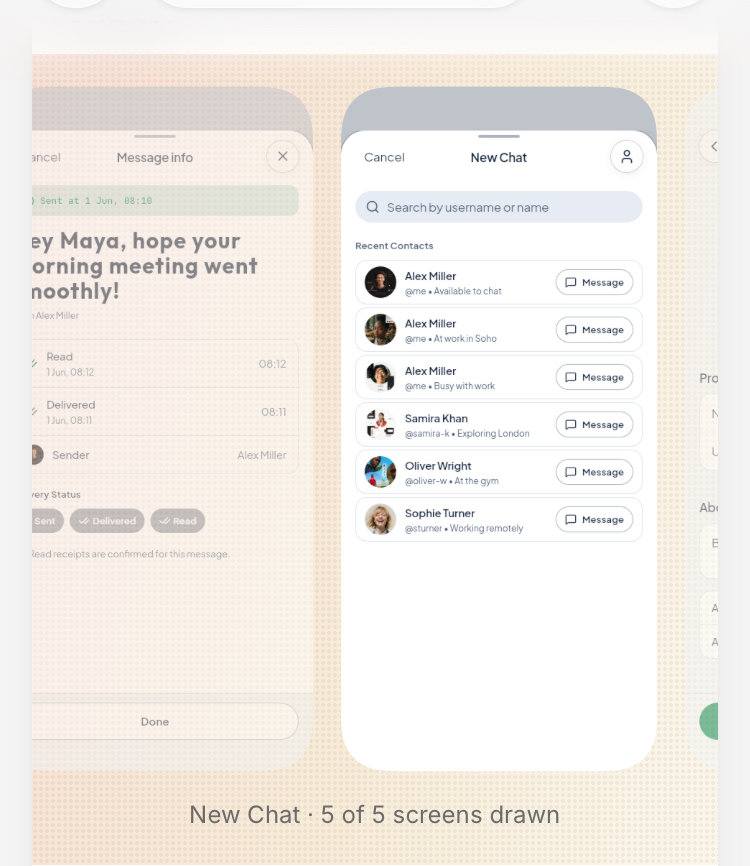 Message info
Sent at 1 Jun, 08:10
Maya, hope your
meeting went
Alex Miller
Read
1 Jun, 08:12
08:12
Delivered
1 Jun, 08:11
08:11
Sender
Alex Miller
Status
Sent
Delivered
Read
Read receipts are confirmed for this message.
Done
Cancel
New Chat
Search by username or name
Recent Contacts
Alex Miller
@me • Available to chat
Message
Alex Miller
@me • At work in Soho
Message
Alex Miller
@me • Busy with work
Message
Samira Khan
@samira-k • Exploring London
Message
Oliver Wright
@oliver-w • At the gym
Message
Sophie Turner
@sturner • Working remotely
Message
New Chat · 5 of 5 screens drawn